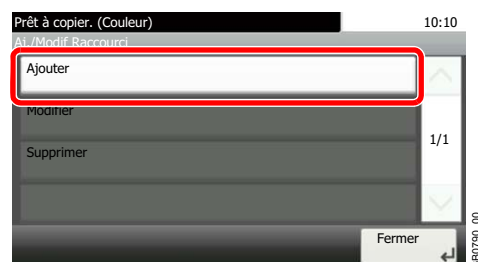 Prêt à copier. (Couleur)
10:10
Aj./Modif Raccourci
Ajouter
Modifier
1/1
Supprimer
Fermer